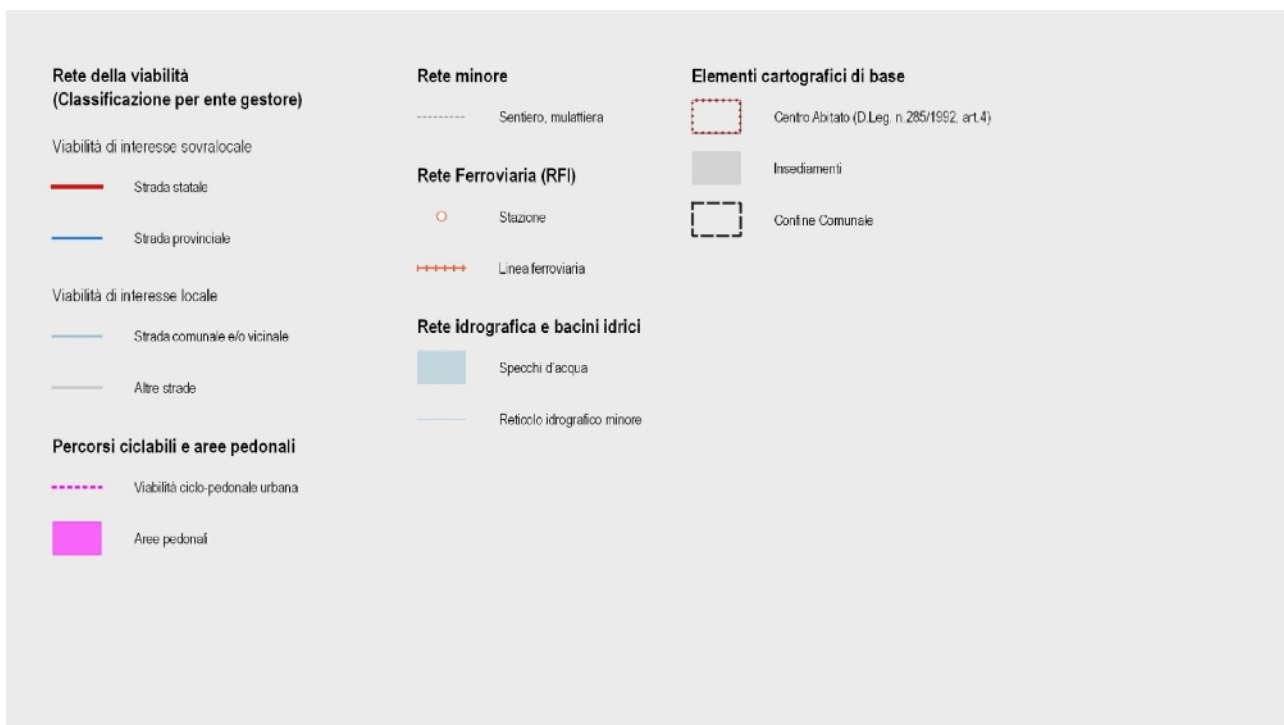 Rete della viabilità
(Classificazione per ente gestore)
Viabilità di interesse sovralocale
Strada statale
Strada provinciale
Viabilità di interesse locale
Strada comunale e/o vicinale
Altre strade
Percorsi ciclabili e aree pedonali
Viabilità ciclo-pedonale urbana
Aree pedonali
Rete minore
Sentiero, mulattiera
Rete Ferroviaria (RFI)
Stazione
Linea ferroviaria
Rete idrografica e bacini idrici
Specchi d'acqua
Reticolo idrografico minore
Elementi cartografici di base
Centro Abitato (D.Leg. n.285/1992, art.4)
Insediamenti
Confine Comunale